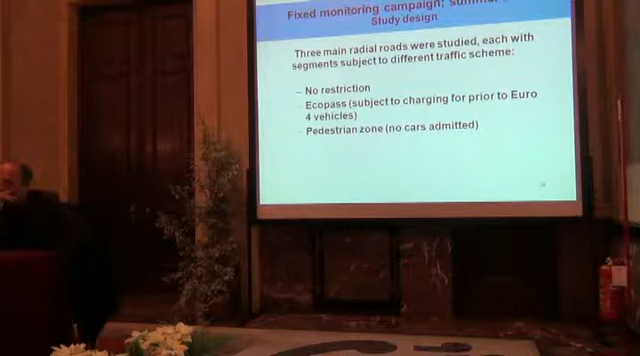 Fixed monitoring campaign: summer
Study design
Three main radial roads were studied, each with
segments subject to different traffic scheme:
– No restriction
– Ecopass (subject to charging for prior to Euro
4 vehicles)
– Pedestrian zone (no cars admitted)